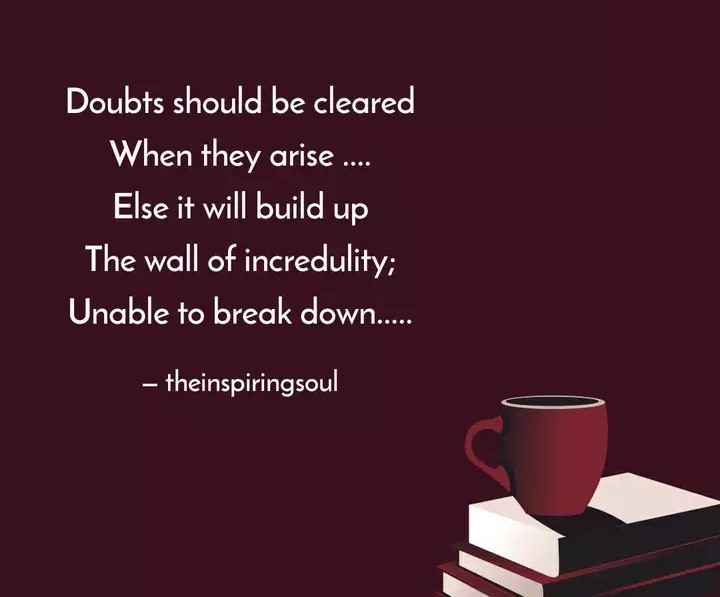 Doubts should be cleared
When they arise ....
Else it will build up
The wall of incredulity;
Unable to break down.....
– theinspiringsoul